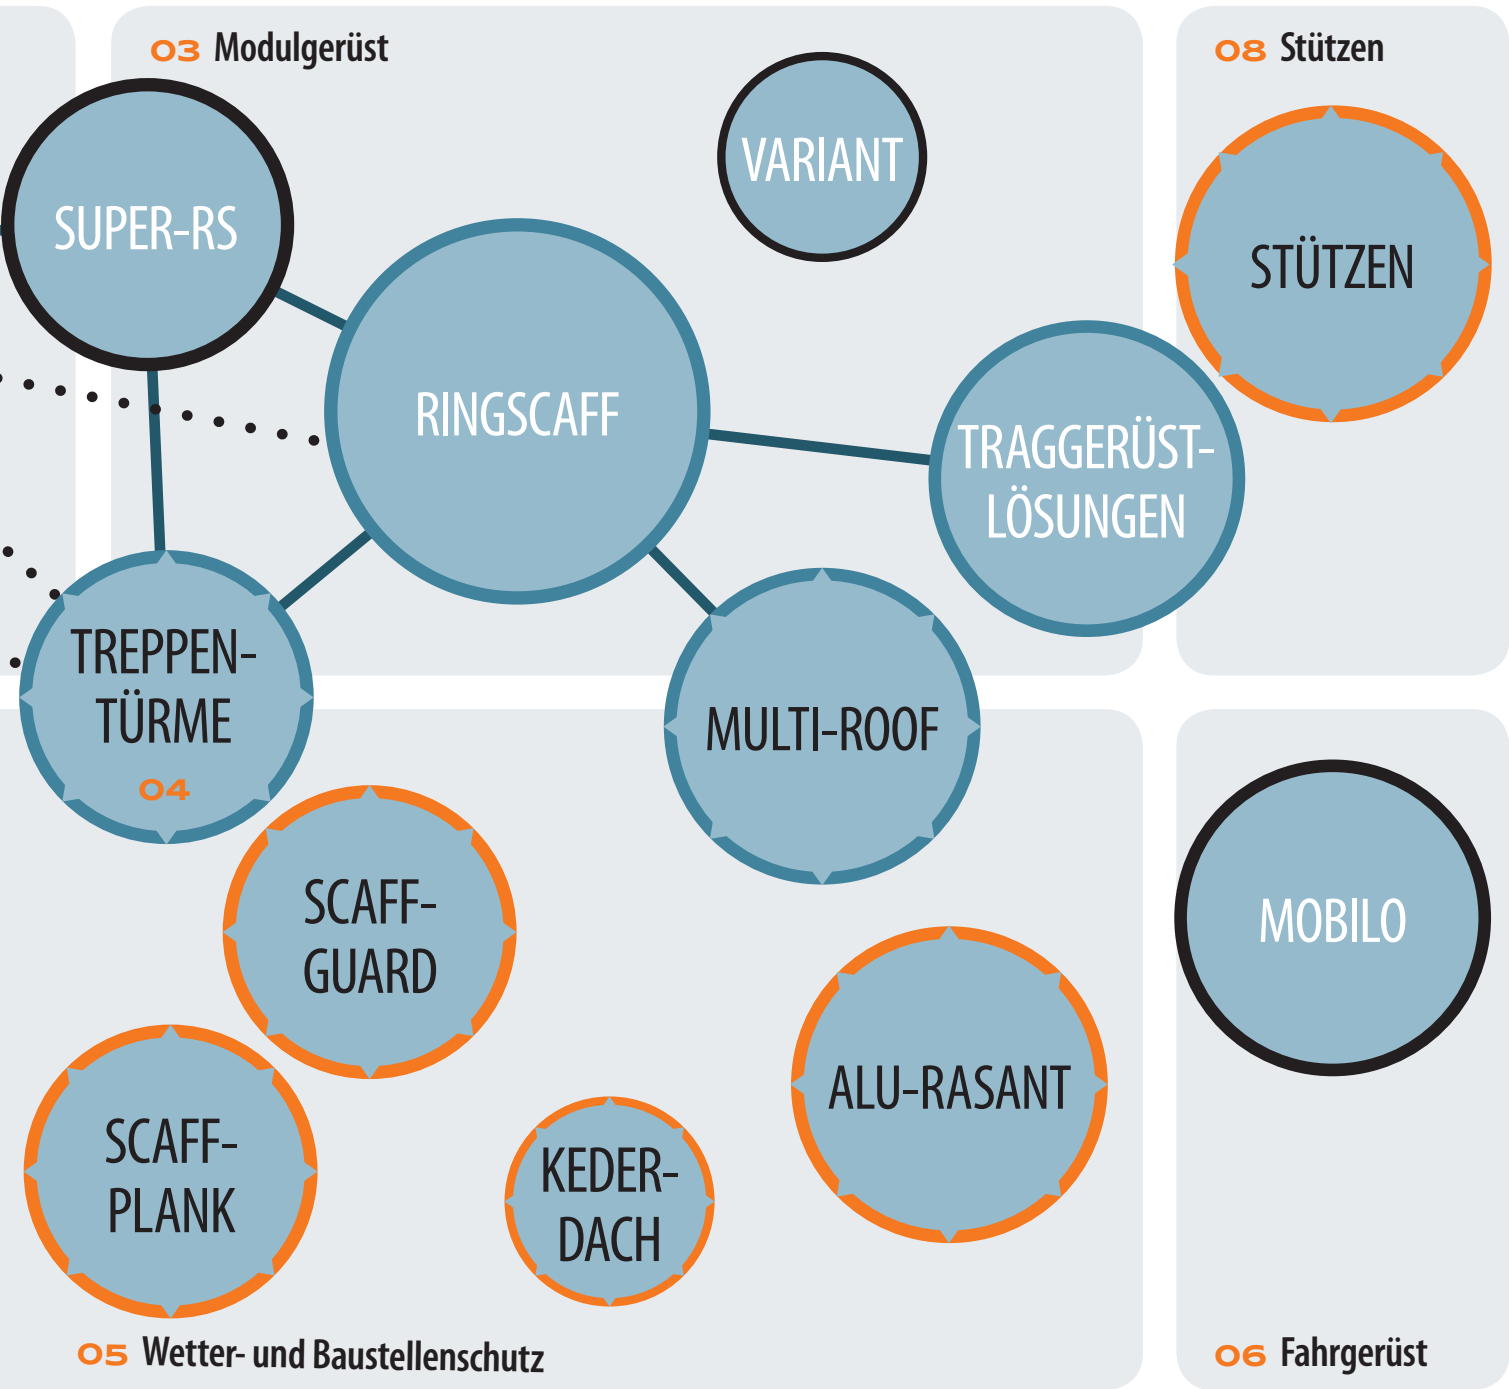 03 Modulgerüst
08 Stützen
VARIANT
SUPER-RS
STÜTZEN
RINGSCAFF
TRAGGERÜST-
LÖSUNGEN
TREPPEN-
TÜRME
04
MULTI-ROOF
SCAFF-
GUARD
MOBILO
ALU-RASANT
SCAFF-
PLANK
KEDER-
DACH
05 Wetter- und Baustellenschutz
06 Fahrgerüst